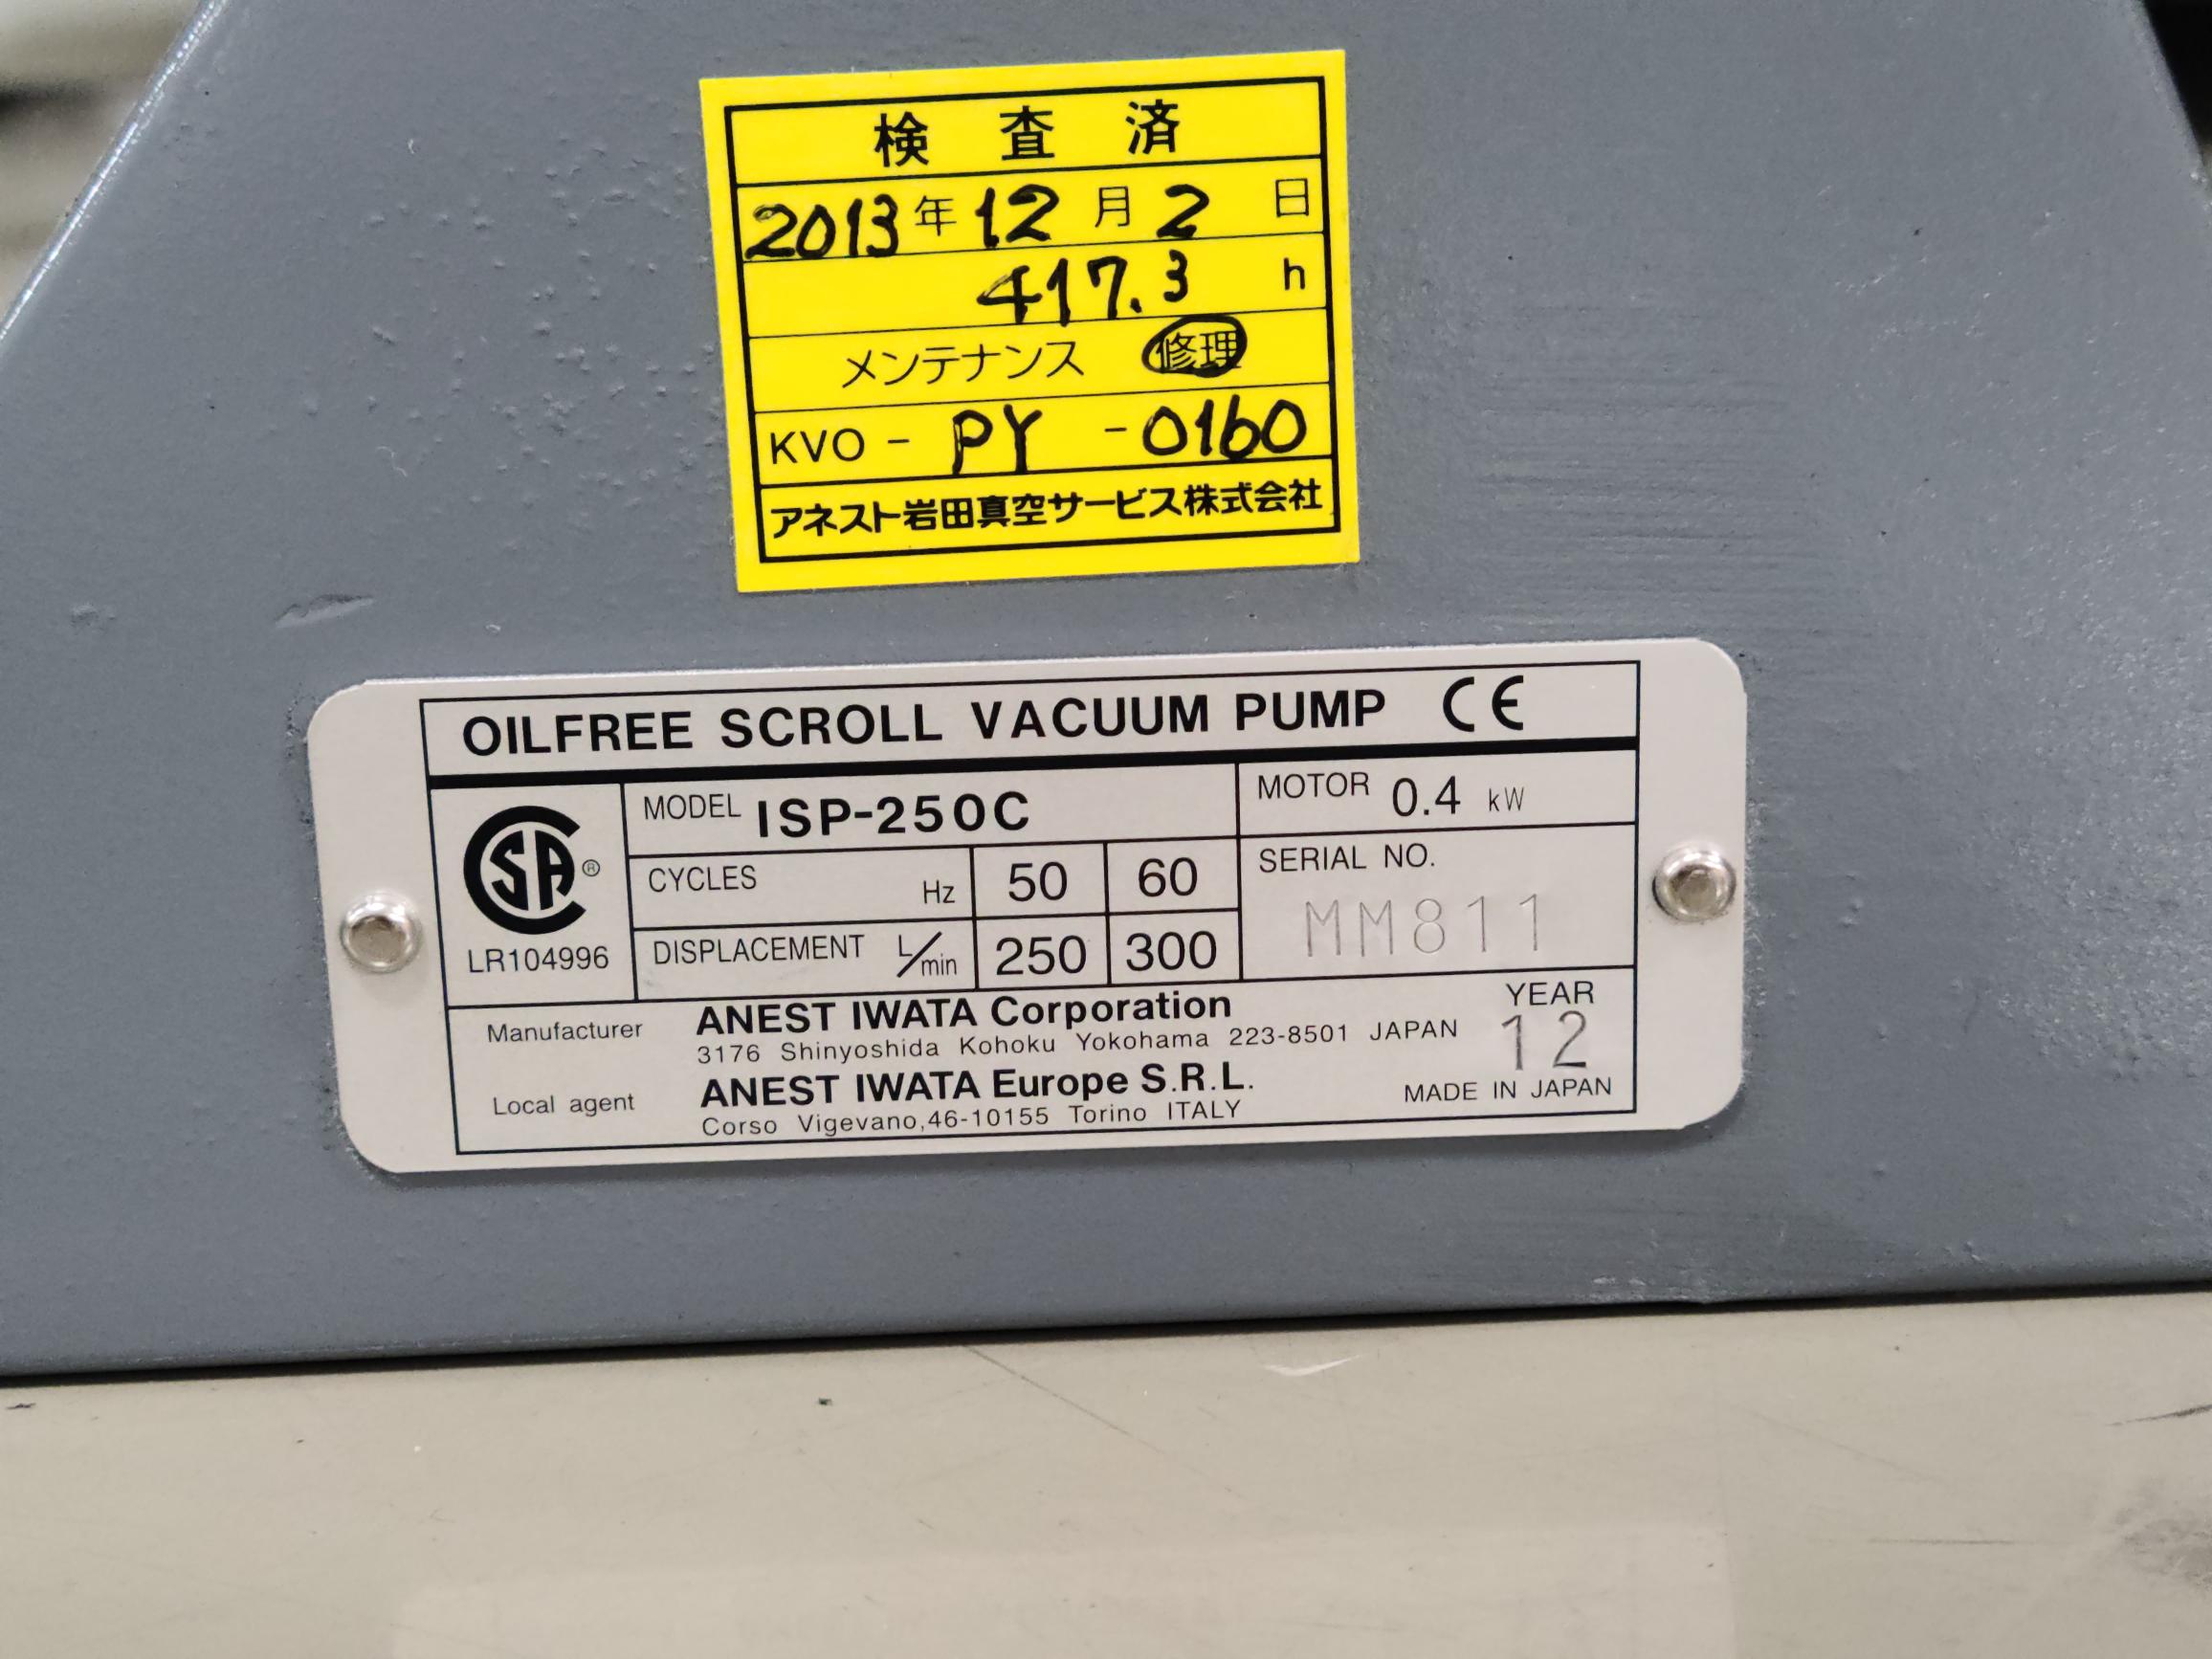 検査済
2013年12月2日
417.3 h
メンテナンス 修理
KVO - PY - 0160
アネスト岩田真空サービス株式会社
OILFREE SCROLL VACUUM PUMP CE
CSA ®
LR104996
MODEL ISP-250C
MOTOR 0.4 kW
CYCLES Hz 50 60
DISPLACEMENT L/min 250 300
SERIAL NO.
MM811
Manufacturer ANEST IWATA Corporation
3176 Shinyoshida Kohoku Yokohama 223-8501 JAPAN
YEAR
12
Local agent ANEST IWATA Europe S.R.L.
Corso Vigevano,46-10155 Torino ITALY
MADE IN JAPAN